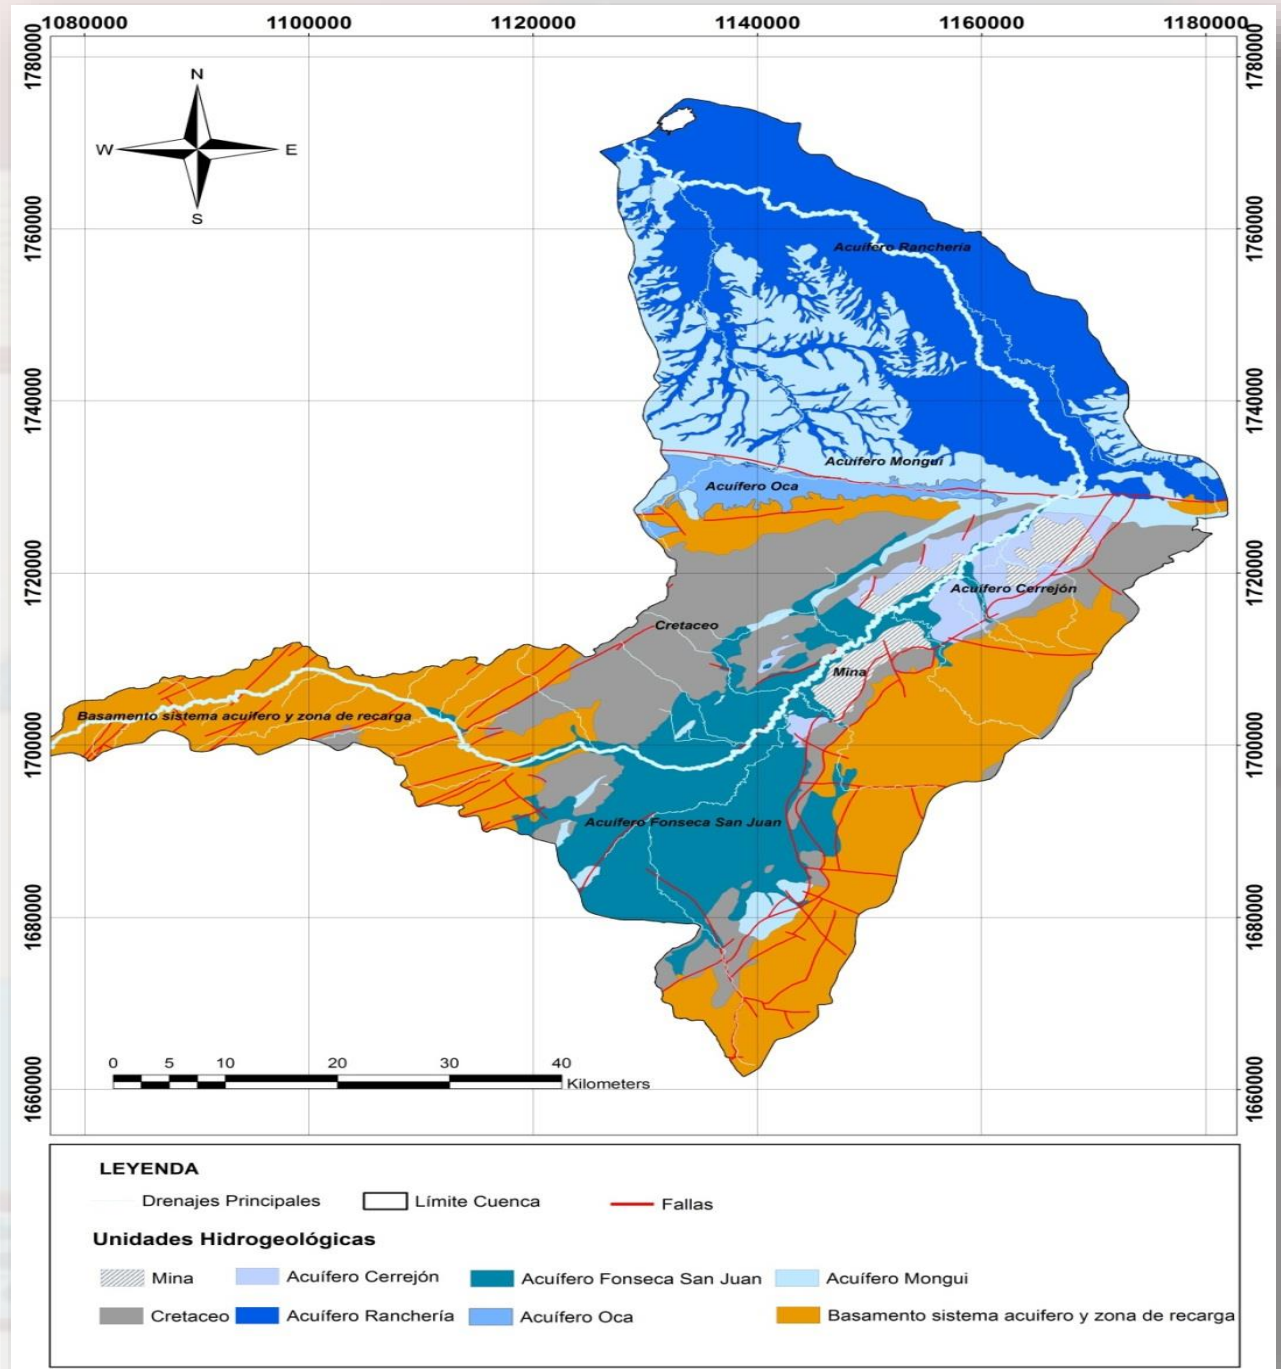 1080000 1100000 1120000 1140000 1160000 1180000
1780000 1780000
N
W E
S
1760000 1760000
Acuífero Ranchería
1740000 1740000
Acuífero Mongui
Acuífero Oca
1720000 1720000
Acuífero Cerrejón
Cretaceo
Mina
Basamento sistema acuifero y zona de recarga
1700000 1700000
Acuífero Fonseca San Juan
1680000 1680000
0 5 10 20 30 40
Kilometers
1660000 1660000
LEYENDA
Drenajes Principales Límite Cuenca Fallas
Unidades Hidrogeológicas
Mina Acuífero Cerrejón Acuífero Fonseca San Juan Acuífero Mongui
Cretaceo Acuífero Ranchería Acuífero Oca Basamento sistema acuifero y zona de recarga